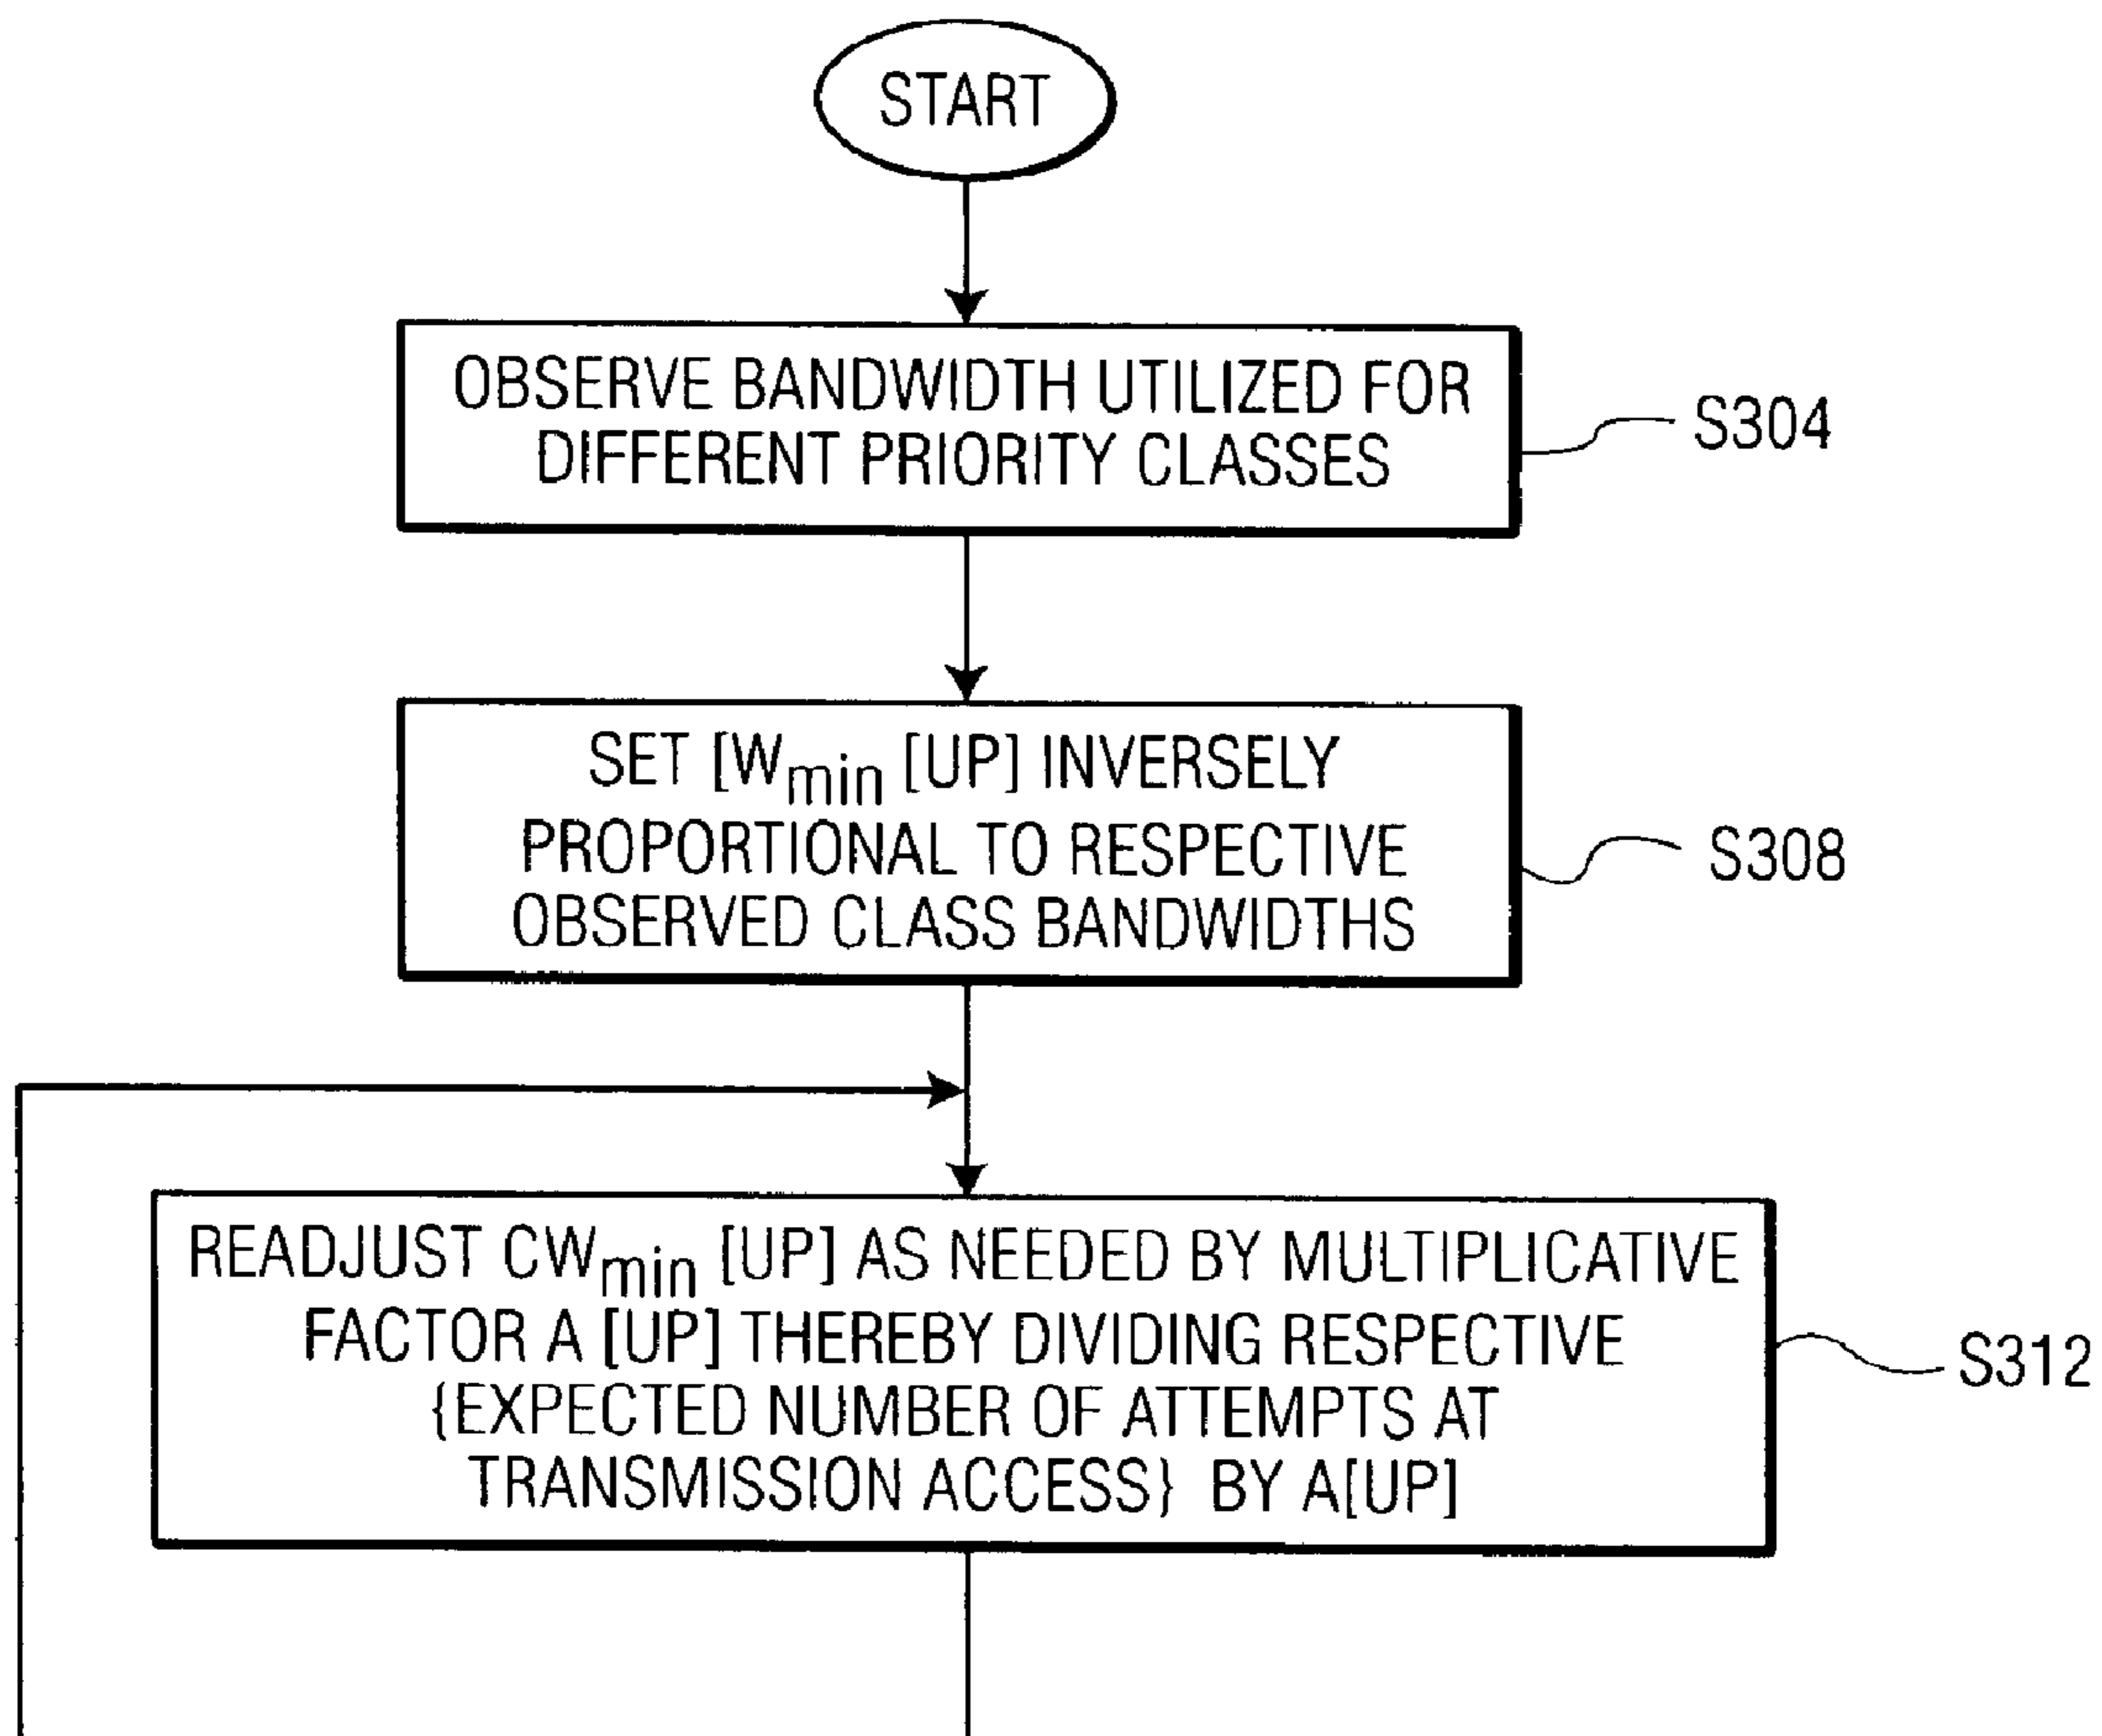 START
OBSERVE BANDWIDTH UTILIZED FOR
DIFFERENT PRIORITY CLASSES
S304
SET [Wmin [UP] INVERSELY
PROPORTIONAL TO RESPECTIVE
OBSERVED CLASS BANDWIDTHS
S308
READJUST CWmin [UP] AS NEEDED BY MULTIPLICATIVE
FACTOR A [UP] THEREBY DIVIDING RESPECTIVE
{EXPECTED NUMBER OF ATTEMPTS AT
TRANSMISSION ACCESS} BY A[UP]
S312